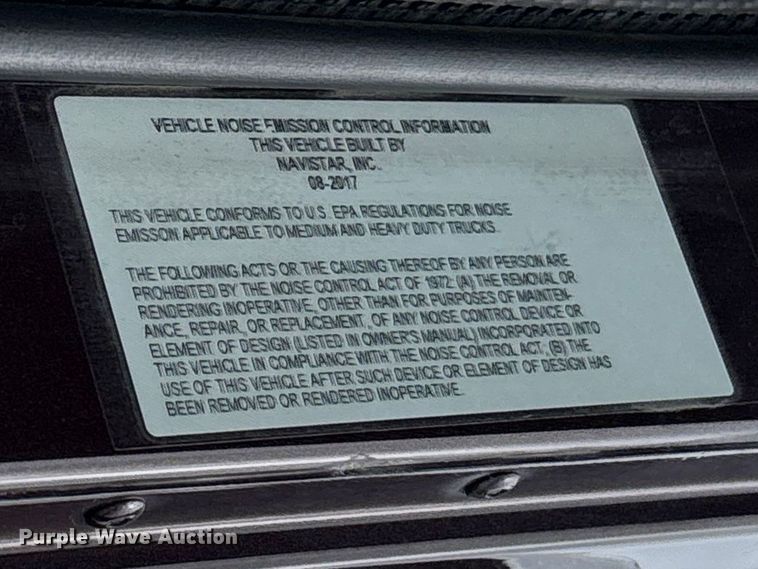 VEHICLE NOISE EMISSION CONTROL INFORMATION
THIS VEHICLE BUILT BY
NAVISTAR, INC.
08-2017
THIS VEHICLE CONFORMS TO U.S. EPA REGULATIONS FOR NOISE
EMISSON APPLICABLE TO MEDIUM AND HEAVY DUTY TRUCKS.
THE FOLLOWING ACTS OR THE CAUSING THEREOF BY ANY PERSON ARE
PROHIBITED BY THE NOISE CONTROL ACT OF 1972: (A) THE REMOVAL OR
RENDERING INOPERATIVE, OTHER THAN FOR PURPOSES OF MAINTEN-
ANCE, REPAIR, OR REPLACEMENT, OF ANY NOISE CONTROL DEVICE OR
ELEMENT OF DESIGN (LISTED IN OWNER'S MANUAL) INCORPORATED INTO
THIS VEHICLE IN COMPLIANCE WITH THE NOISE CONTROL ACT, (B) THE
USE OF THIS VEHICLE AFTER SUCH DEVICE OR ELEMENT OF DESIGN HAS
BEEN REMOVED OR RENDERED INOPERATIVE.
Purple Wave Auction